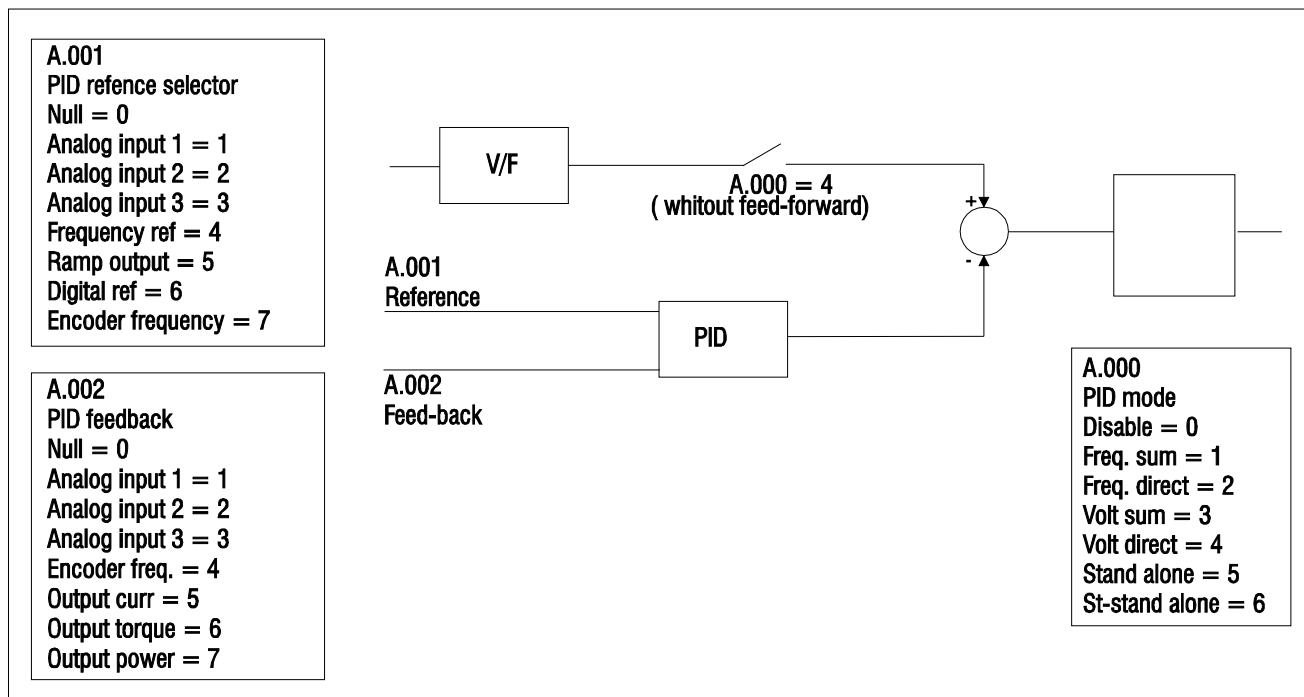 A.001
PID refence selector
Null = 0
Analog input 1 = 1
Analog input 2 = 2
Analog input 3 = 3
Frequency ref = 4
Ramp output = 5
Digital ref = 6
Encoder frequency = 7
A.002
PID feedback
Null = 0
Analog input 1 = 1
Analog input 2 = 2
Analog input 3 = 3
Encoder freq. = 4
Output curr = 5
Output torque = 6
Output power = 7
V/F
A.000 = 4
( whitout feed-forward)
+
-
A.001
Reference
PID
A.002
Feed-back
A.000
PID mode
Disable = 0
Freq. sum = 1
Freq. direct = 2
Volt sum = 3
Volt direct = 4
Stand alone = 5
St-stand alone = 6